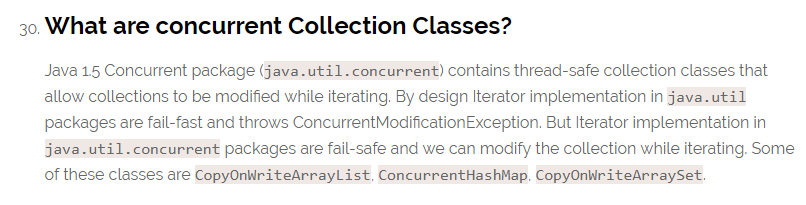 30. What are concurrent Collection Classes?
Java 1.5 Concurrent package (java.util.concurrent) contains thread-safe collection classes that
allow collections to be modified while iterating. By design Iterator implementation in java.util
packages are fail-fast and throws ConcurrentModificationException. But Iterator implementation in
java.util.concurrent packages are fail-safe and we can modify the collection while iterating. Some
of these classes are CopyOnWriteArrayList, ConcurrentHashMap, CopyOnWriteArraySet.